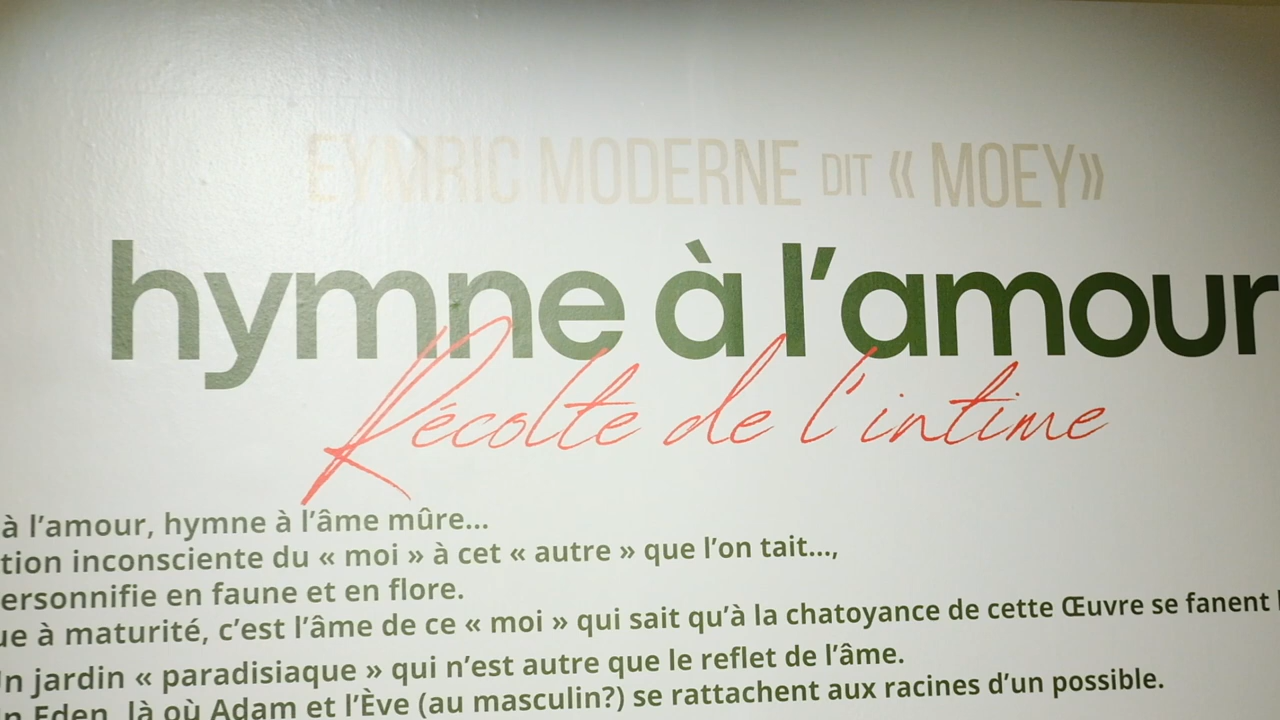 EYMRIC MODERNE DIT « MOEY»
hymne à l'amour
Récolte de l'intime
à l'amour, hymne à l'âme mûre...
tion inconsciente du « moi » à cet « autre » que l'on tait...,
ersonnifie en faune et en flore.
ue à maturité, c'est l'âme de ce « moi » qui sait qu'à la chatoyance de cette Œuvre se fanent
jardin « paradisiaque » qui n'est autre que le reflet de l'âme.
Eden, là où Adam et l'Ève (au masculin?) se rattachent aux racines d'un possible.